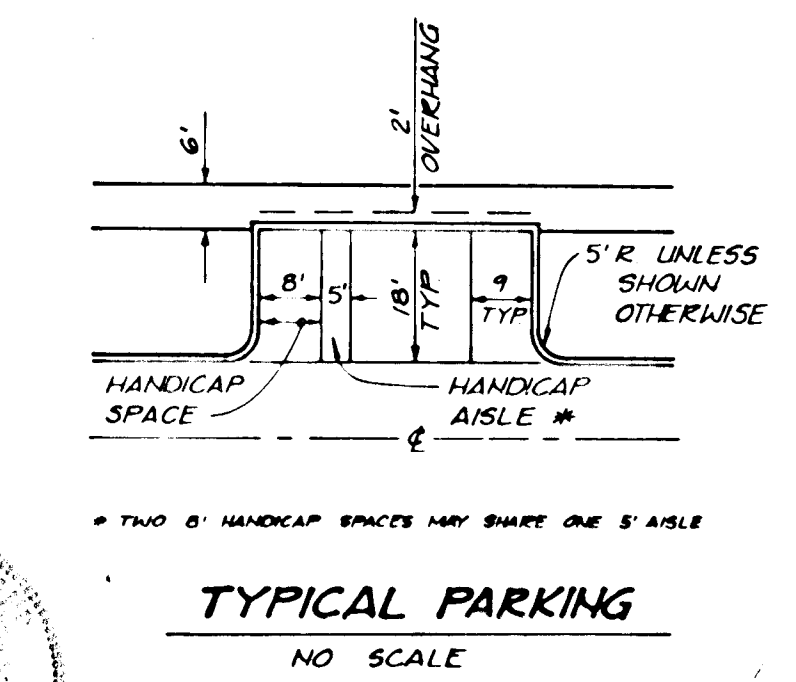 6'
2'
OVERHANG
8'
5'
18'
TYP
9
TYP
5' R UNLESS
SHOWN
OTHERWISE
HANDICAP
SPACE
HANDICAP
AISLE *
℄
* TWO 8' HANDICAP SPACES MAY SHARE ONE 5' AISLE
TYPICAL PARKING
NO SCALE